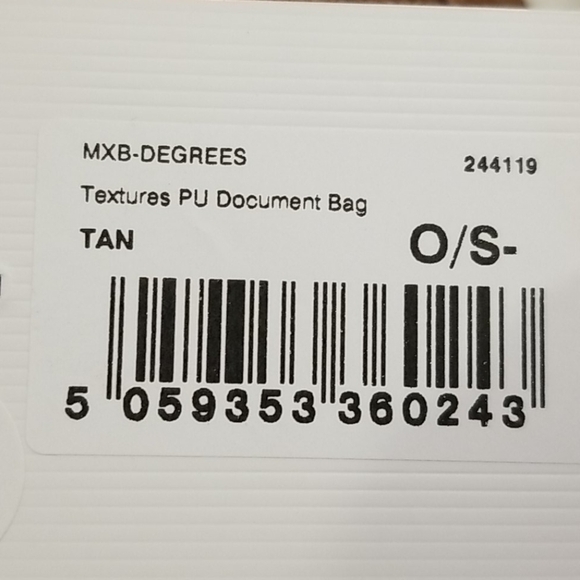 MXB-DEGREES 244119
Textures PU Document Bag
TAN O/S-
5 059353 360243